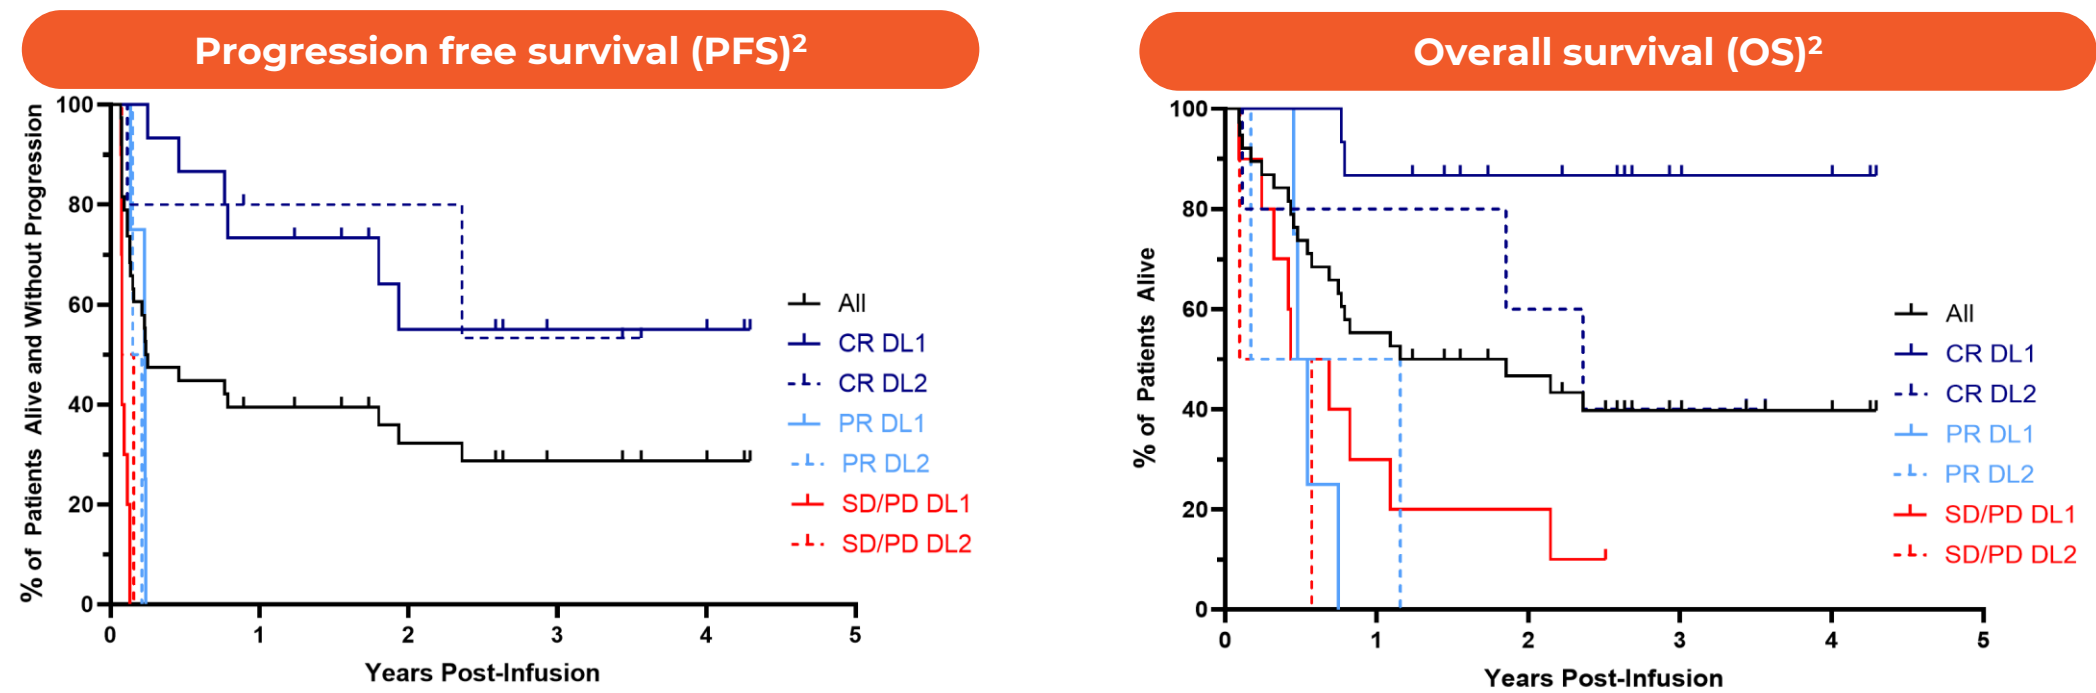 Progression free survival (PFS)²
% of Patients Alive and Without Progression
100
80
60
40
20
0
0 1 2 3 4 5
Years Post-Infusion
All
CR DL1
CR DL2
PR DL1
PR DL2
SD/PD DL1
SD/PD DL2
Overall survival (OS)²
% of Patients Alive
100
80
60
40
20
0
0 1 2 3 4 5
Years Post-Infusion
All
CR DL1
CR DL2
PR DL1
PR DL2
SD/PD DL1
SD/PD DL2